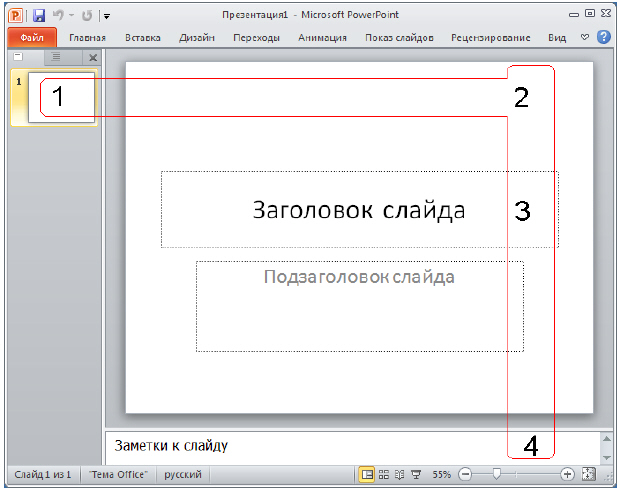 Презентация1 - Microsoft PowerPoint
Файл Главная Вставка Дизайн Переходы Анимация Показ слайдов Рецензирование Вид
1
1
2
Заголовок слайда
3
Подзаголовок слайда
Заметки к слайду
4
Слайд 1 из 1 "Тема Office" русский 55%